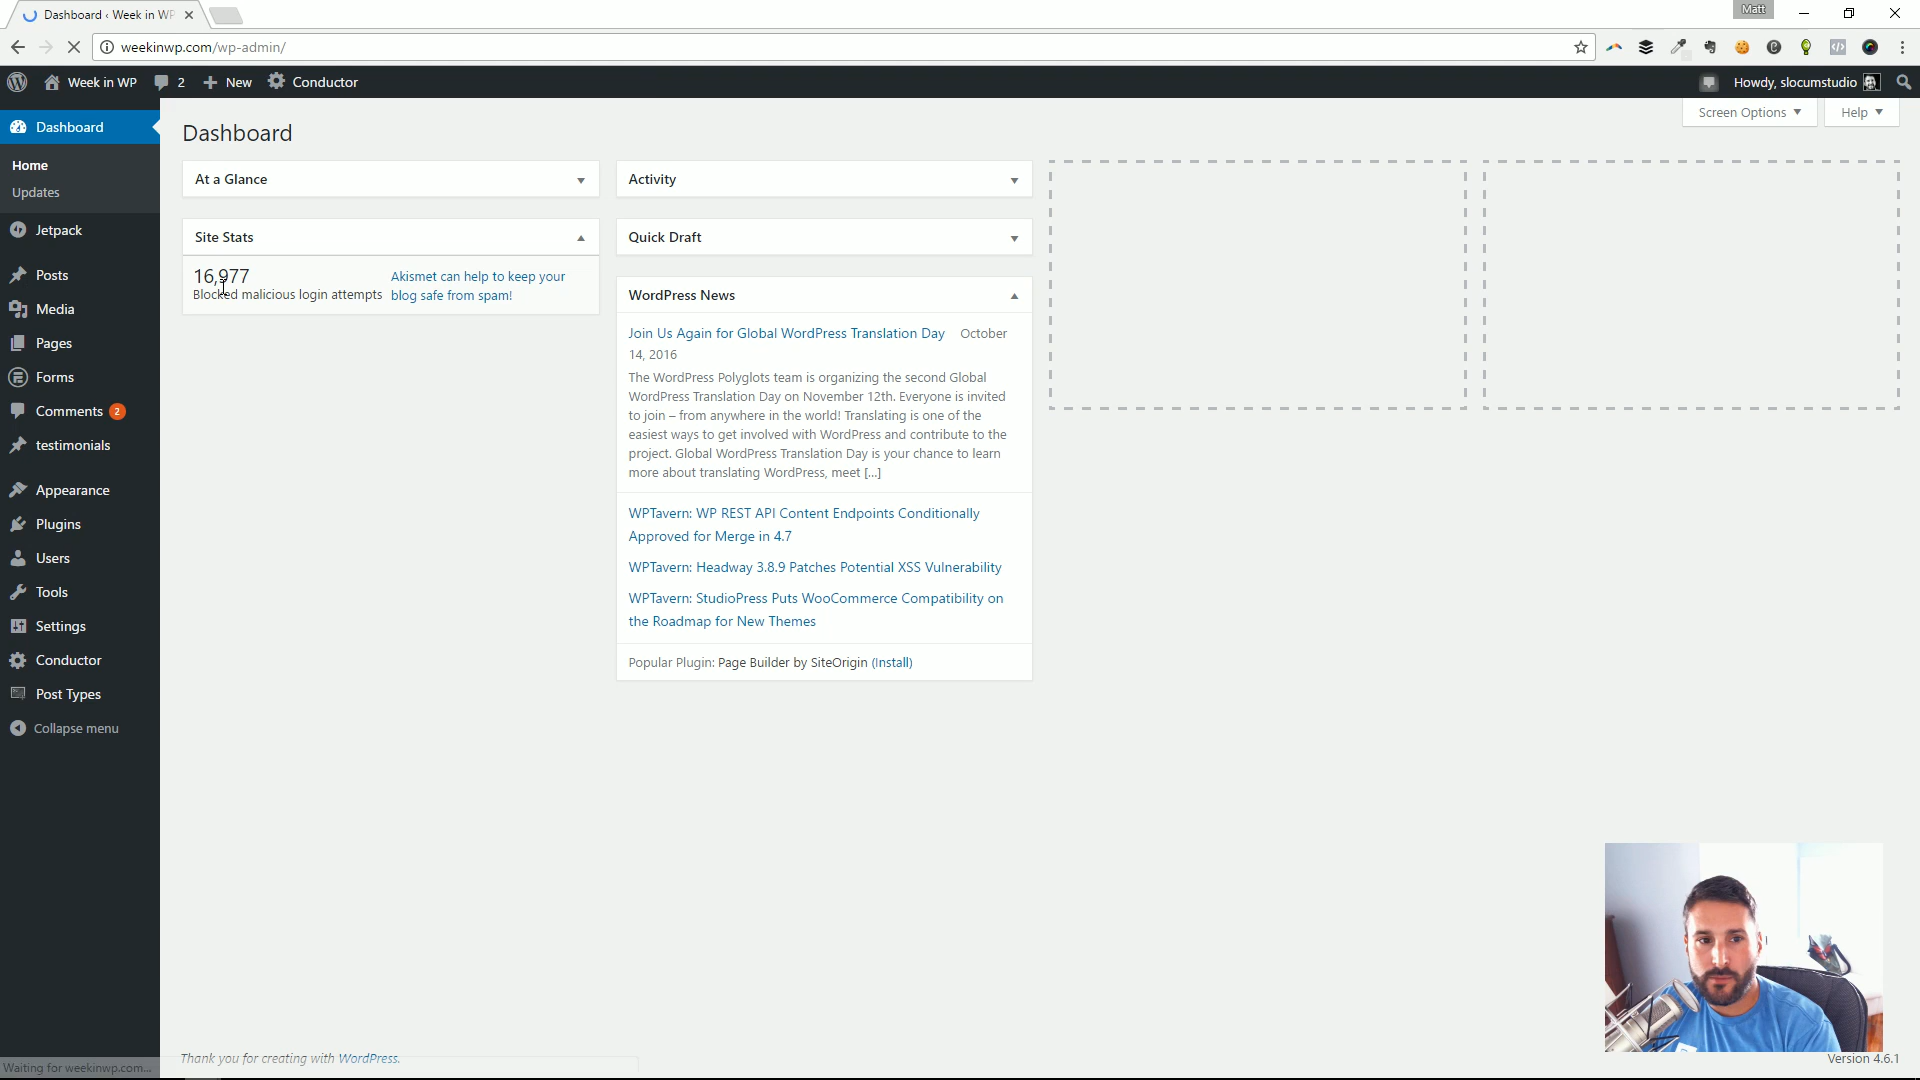 Dashboard ‹ Week in WP
Matt
weekinwp.com/wp-admin/
Week in WP
2
New
Conductor
Howdy, slocumstudio
Dashboard
Home
Updates
Jetpack
Posts
Media
Pages
Forms
Comments 2
testimonials
Appearance
Plugins
Users
Tools
Settings
Conductor
Post Types
Collapse menu
Dashboard
Screen Options
Help
At a Glance
Site Stats
16,977
Blocked malicious login attempts
Akismet can help to keep your
blog safe from spam!
Activity
Quick Draft
WordPress News
Join Us Again for Global WordPress Translation Day October
14, 2016
The WordPress Polyglots team is organizing the second Global
WordPress Translation Day on November 12th. Everyone is invited
to join – from anywhere in the world! Translating is one of the
easiest ways to get involved with WordPress and contribute to the
project. Global WordPress Translation Day is your chance to learn
more about translating WordPress, meet [...]
WPTavern: WP REST API Content Endpoints Conditionally
Approved for Merge in 4.7
WPTavern: Headway 3.8.9 Patches Potential XSS Vulnerability
WPTavern: StudioPress Puts WooCommerce Compatibility on
the Roadmap for New Themes
Popular Plugin: Page Builder by SiteOrigin (Install)
Thank you for creating with WordPress.
Version 4.6.1
Waiting for weekinwp.com...